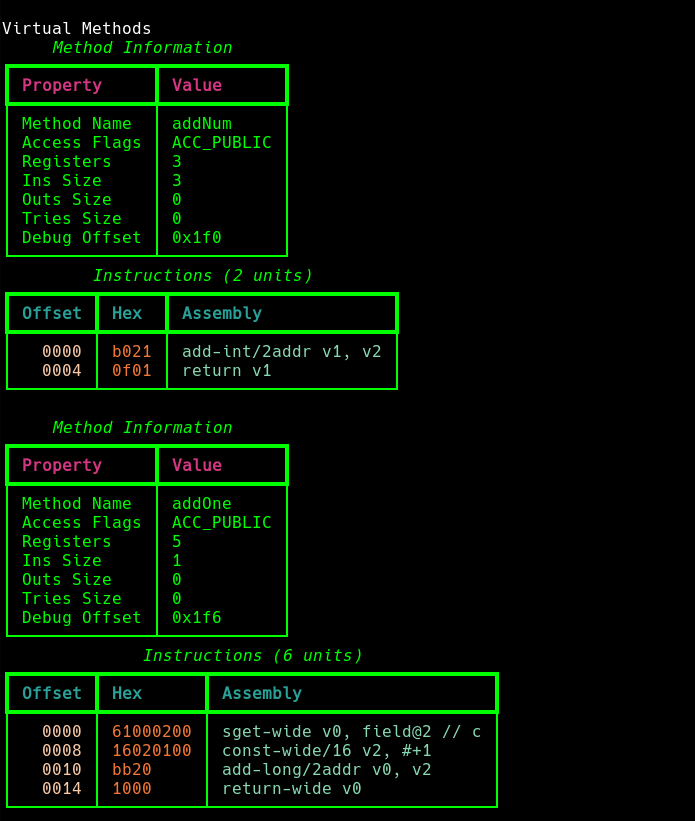 Virtual Methods
Method Information
Property Value
Method Name addNum
Access Flags ACC_PUBLIC
Registers 3
Ins Size 3
Outs Size 0
Tries Size 0
Debug Offset 0x1f0
Instructions (2 units)
Offset Hex Assembly
0000 b021 add-int/2addr v1, v2
0004 0f01 return v1
Method Information
Property Value
Method Name addOne
Access Flags ACC_PUBLIC
Registers 5
Ins Size 1
Outs Size 0
Tries Size 0
Debug Offset 0x1f6
Instructions (6 units)
Offset Hex Assembly
0000 61000200 sget-wide v0, field@2 // c
0008 16020100 const-wide/16 v2, #+1
0010 bb20 add-long/2addr v0, v2
0014 1000 return-wide v0